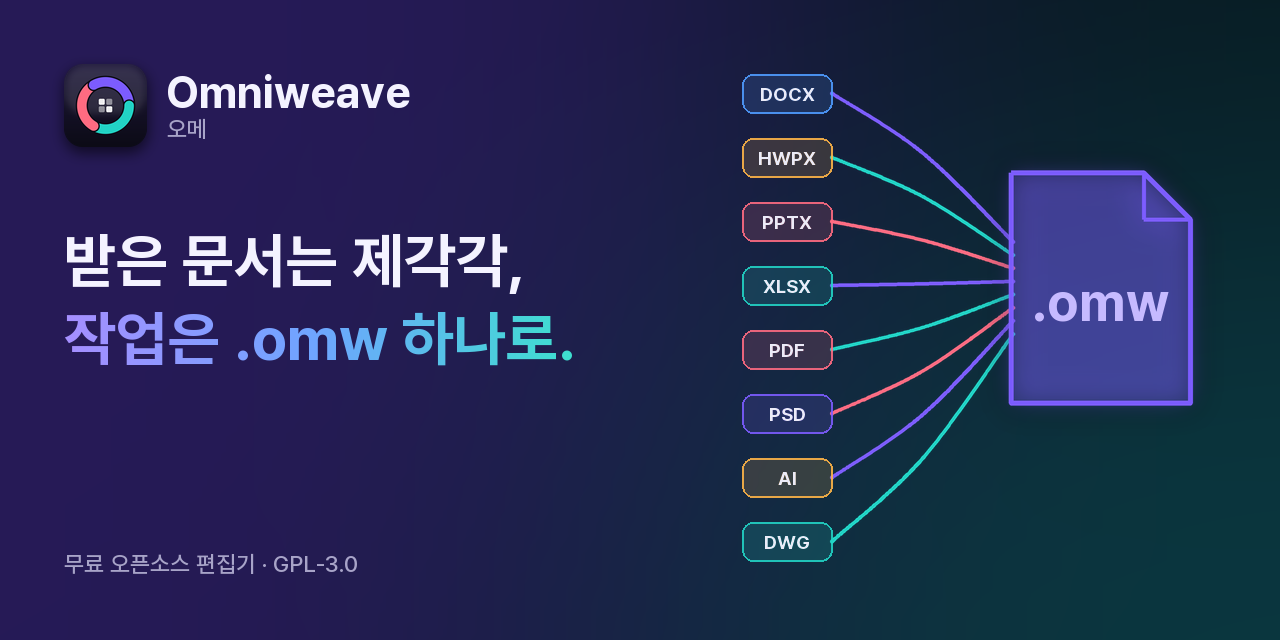 Omniweave
오메
받은 문서는 제각각,
작업은 .omw 하나로.
무료 오픈소스 편집기 · GPL-3.0
DOCX
HWPX
PPTX
XLSX
PDF
PSD
AI
DWG
.omw